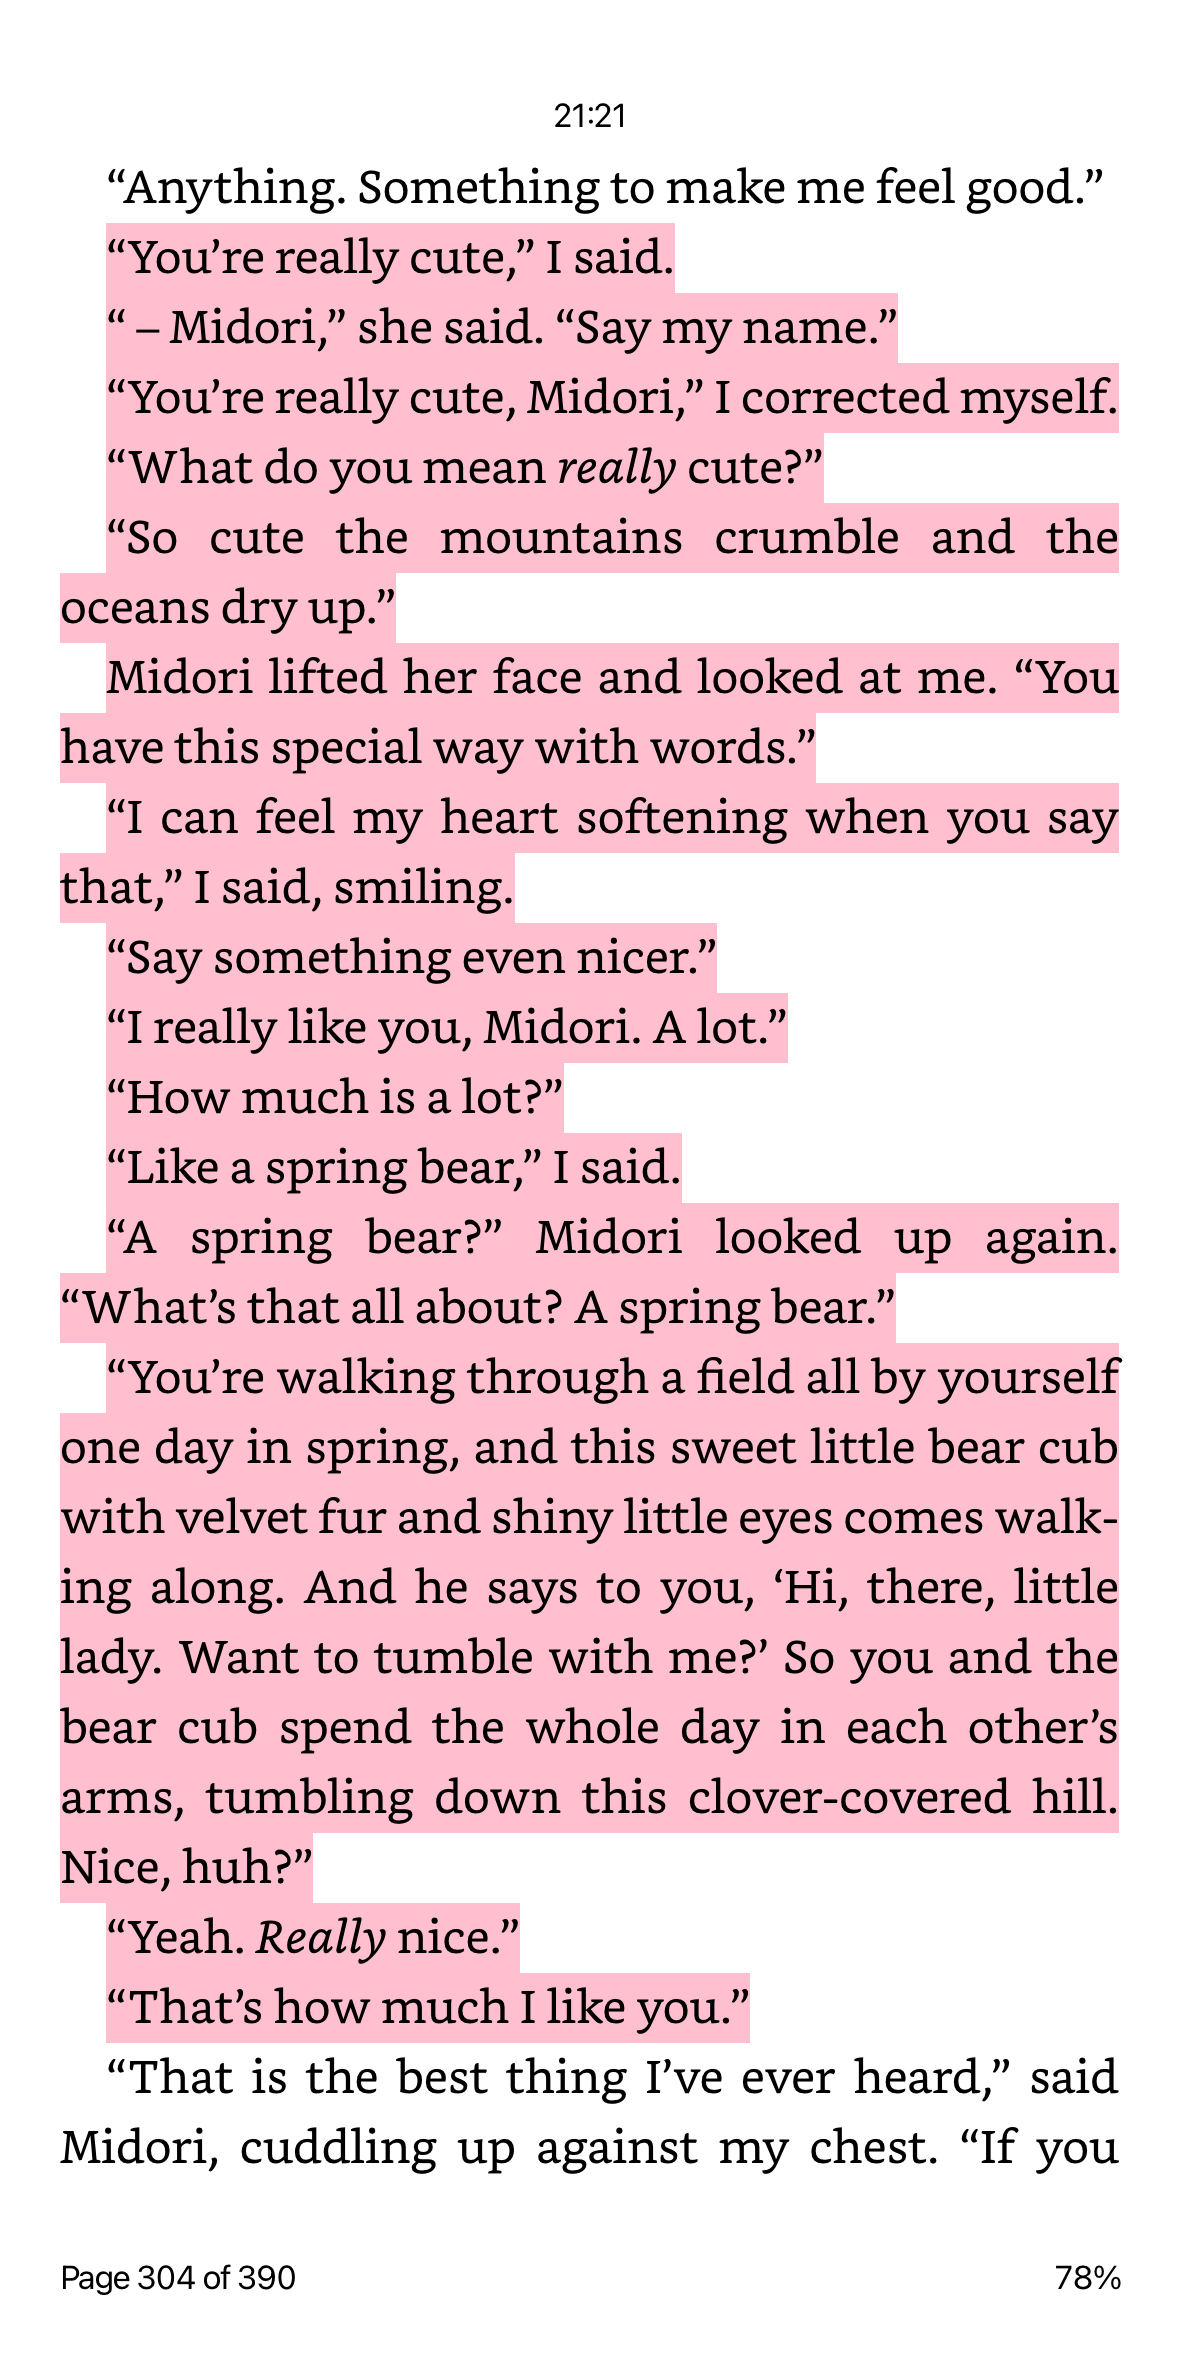 21:21
“Anything. Something to make me feel good.”
“You’re really cute,” I said.
“ – Midori,” she said. “Say my name.”
“You’re really cute, Midori,” I corrected myself.
“What do you mean really cute?”
“So cute the mountains crumble and the
oceans dry up.”
Midori lifted her face and looked at me. “You
have this special way with words.”
“I can feel my heart softening when you say
that,” I said, smiling.
“Say something even nicer.”
“I really like you, Midori. A lot.”
“How much is a lot?”
“Like a spring bear,” I said.
“A spring bear?” Midori looked up again.
“What’s that all about? A spring bear.”
“You’re walking through a field all by yourself
one day in spring, and this sweet little bear cub
with velvet fur and shiny little eyes comes walk-
ing along. And he says to you, ‘Hi, there, little
lady. Want to tumble with me?’ So you and the
bear cub spend the whole day in each other’s
arms, tumbling down this clover-covered hill.
Nice, huh?”
“Yeah. Really nice.”
“That’s how much I like you.”
“That is the best thing I’ve ever heard,” said
Midori, cuddling up against my chest. “If you
Page 304 of 390
78%